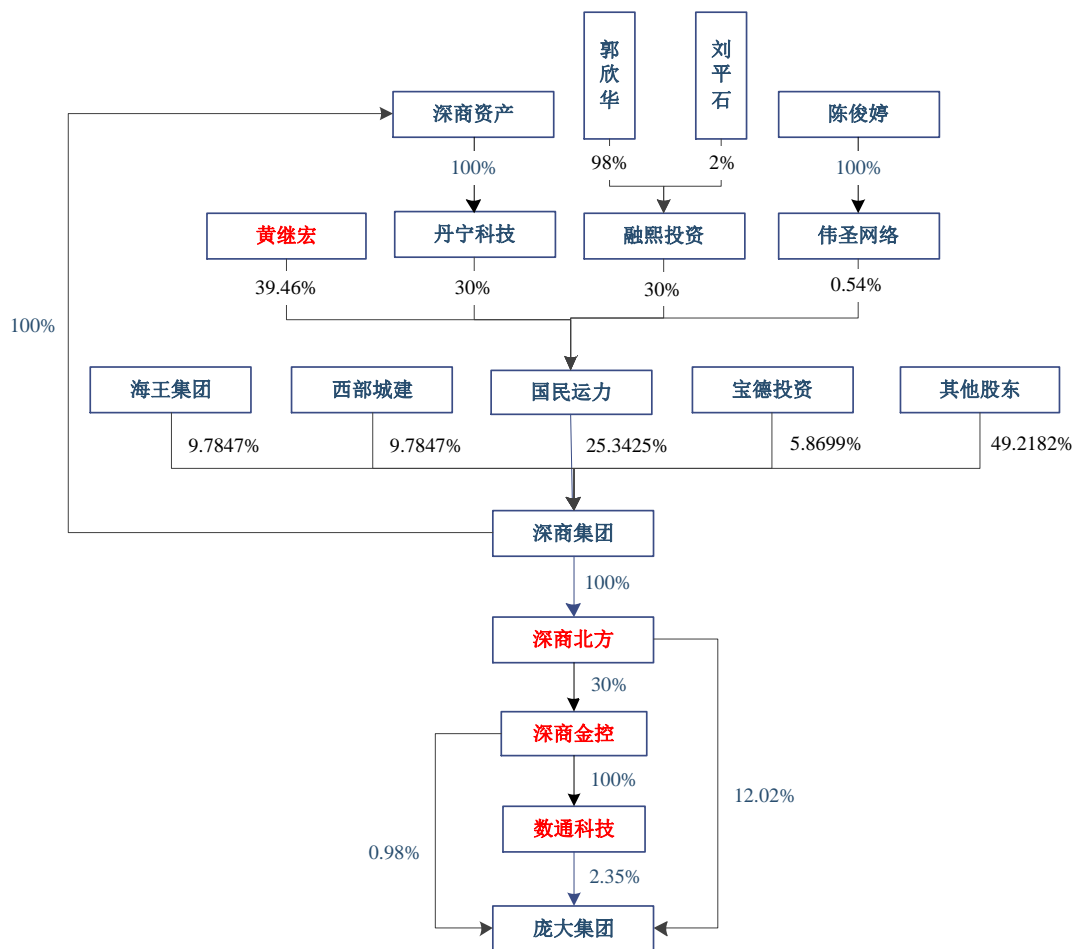 郭欣华
刘平石
深商资产
陈俊婷
98%
2%
100%
100%
黄继宏
丹宁科技
融熙投资
伟圣网络
39.46%
30%
30%
0.54%
100%
海王集团
西部城建
国民运力
宝德投资
其他股东
9.7847%
9.7847%
25.3425%
5.8699%
49.2182%
深商集团
100%
深商北方
30%
深商金控
100%
12.02%
数通科技
0.98%
2.35%
庞大集团